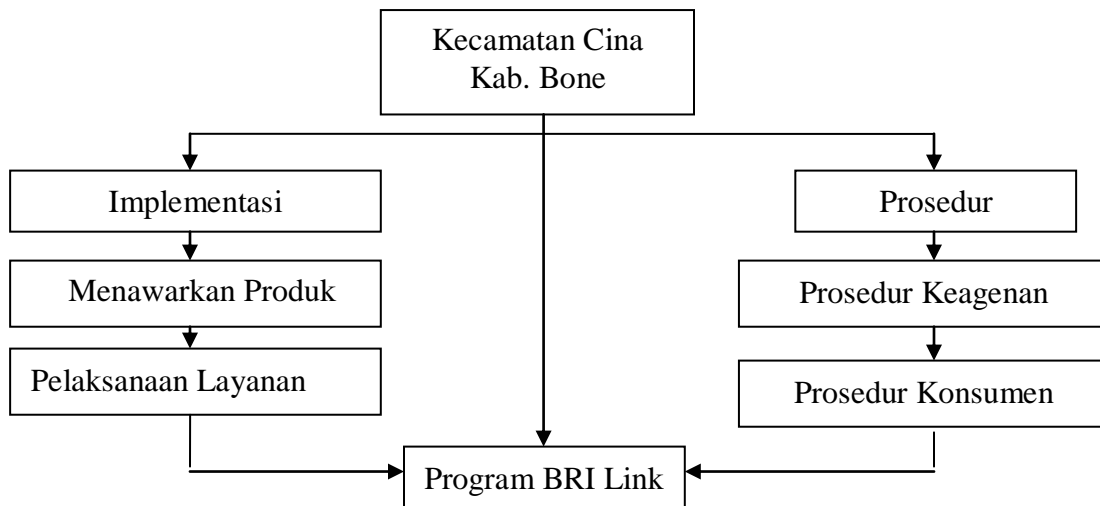 Kecamatan Cina
Kab. Bone
Implementasi
Prosedur
Menawarkan Produk
Prosedur Keagenan
Pelaksanaan Layanan
Prosedur Konsumen
Program BRI Link